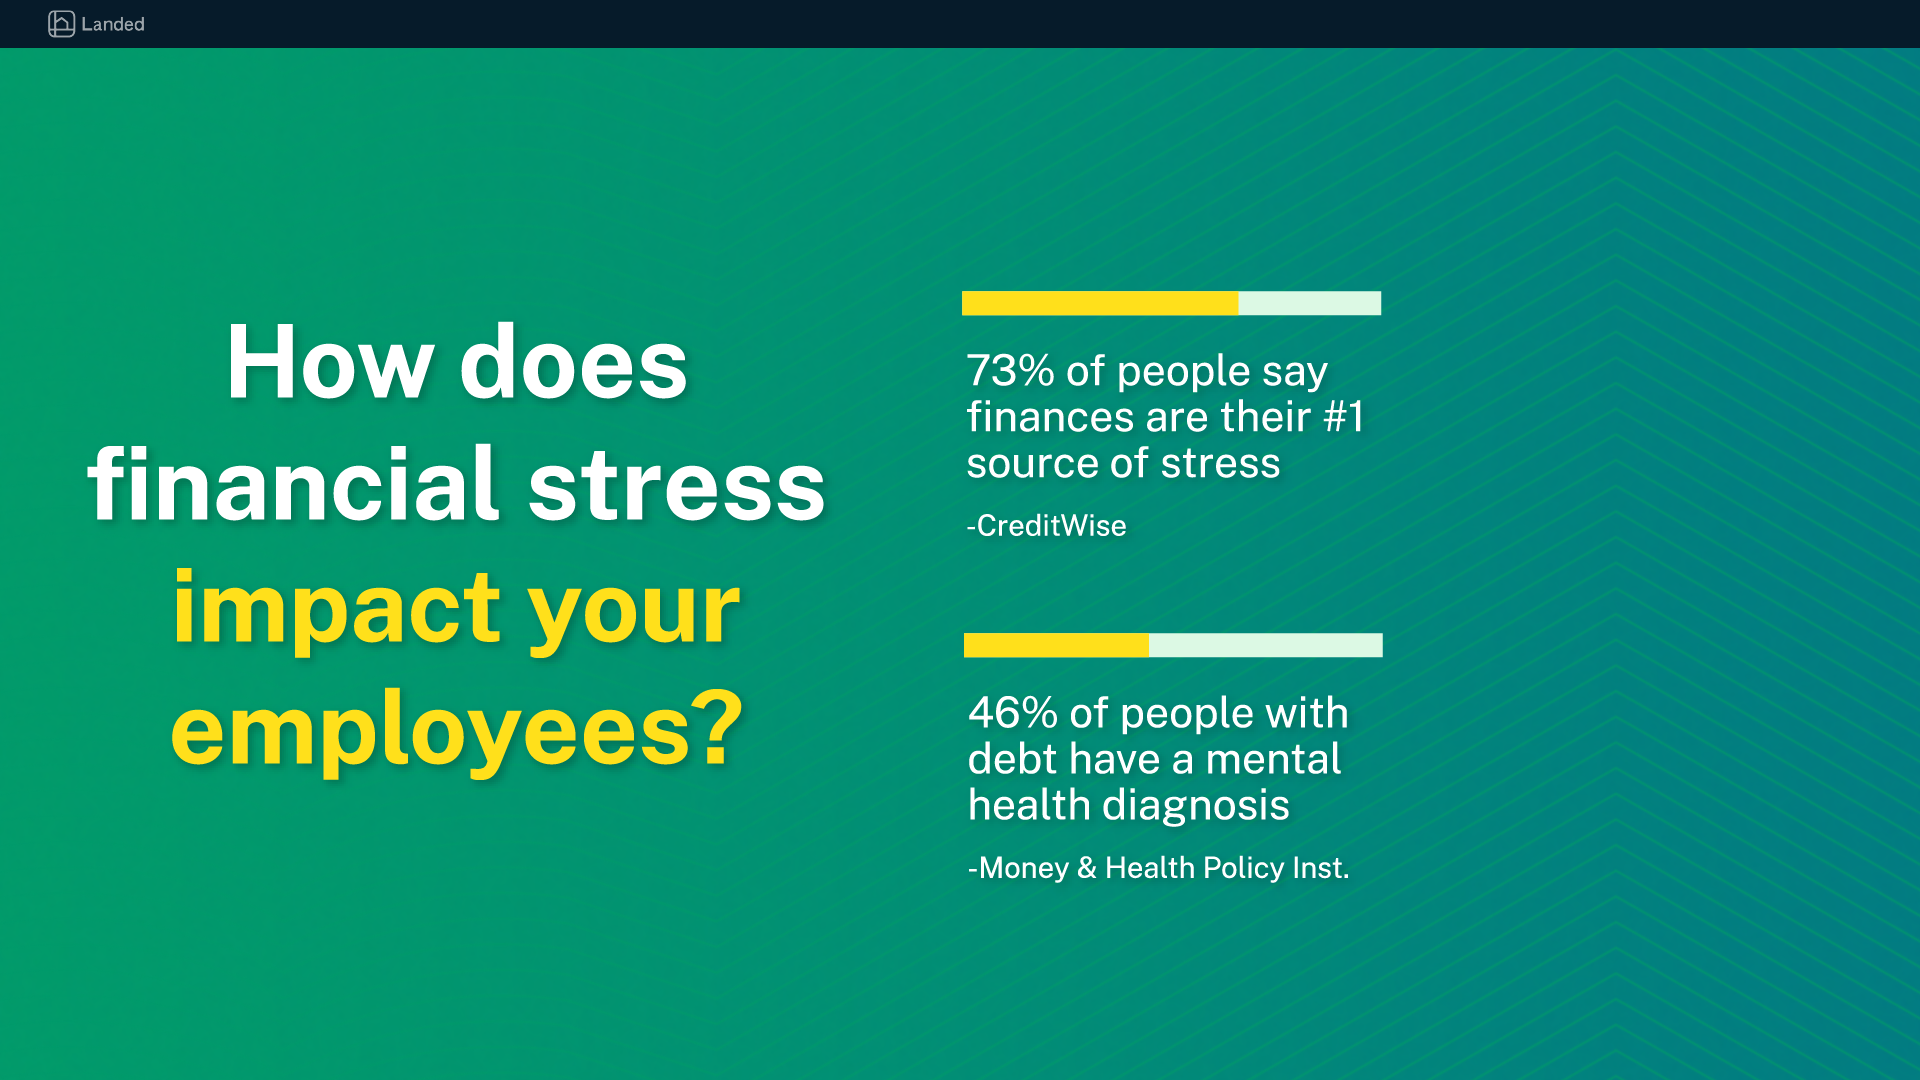 Landed
How does
financial stress
impact your
employees?
73% of people say
finances are their #1
source of stress
-CreditWise
46% of people with
debt have a mental
health diagnosis
-Money & Health Policy Inst.